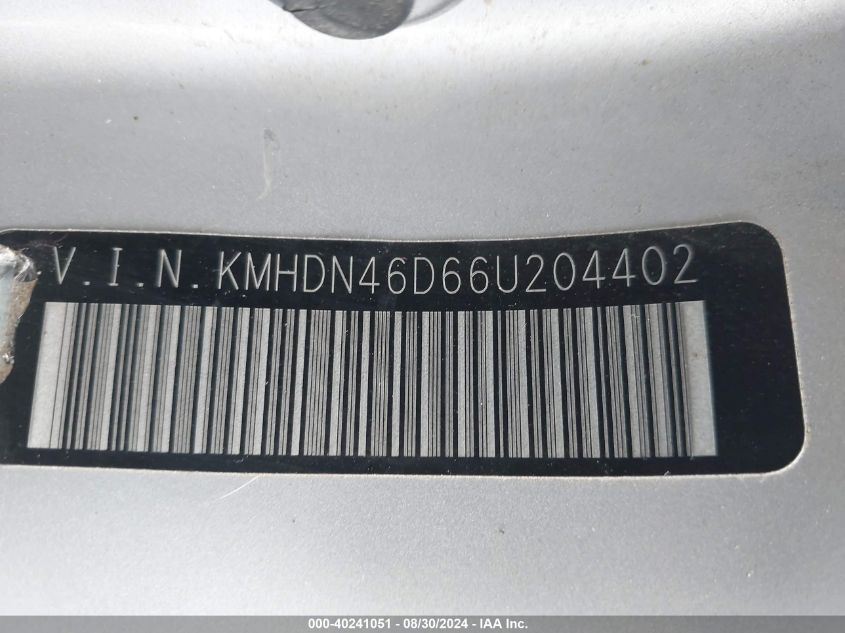 V.I.N. KMHDN46D66U204402
000-40241051 - 08/30/2024 - IAA Inc.